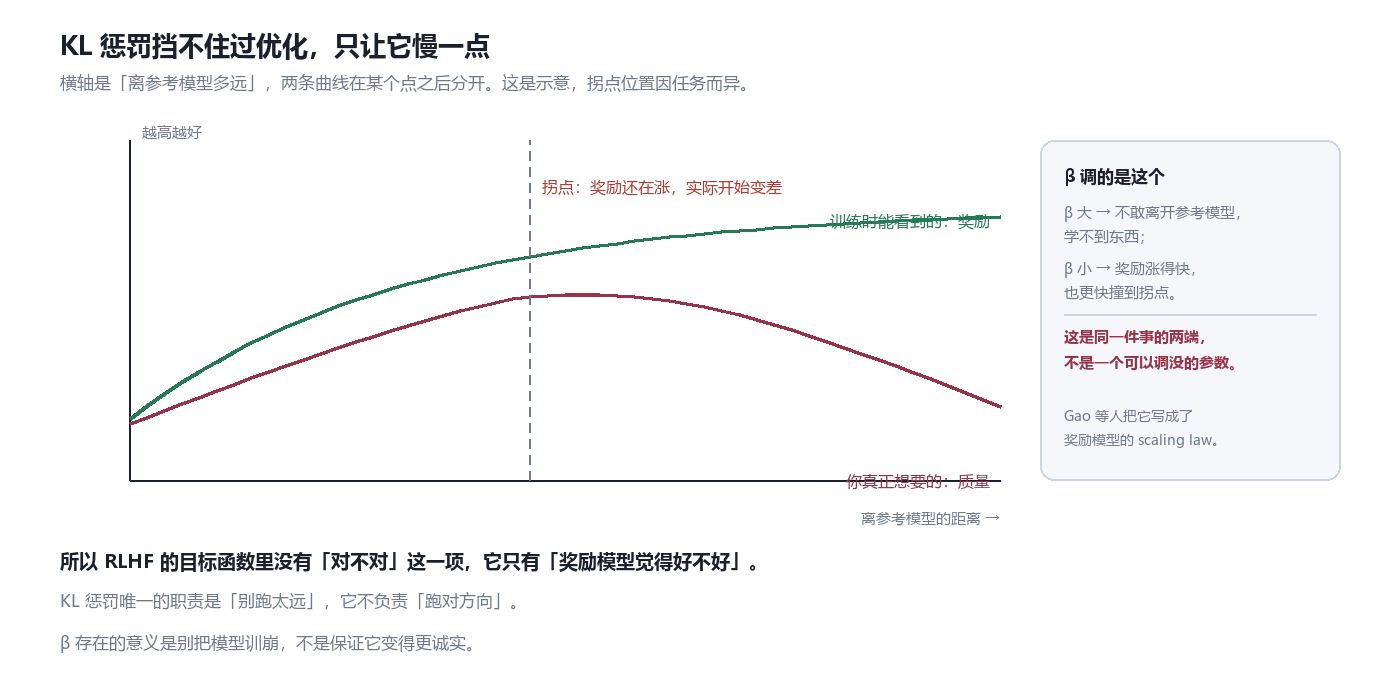 KL 惩罚挡不住过优化，只让它慢一点
横轴是「离参考模型多远」，两条曲线在某个点之后分开。这是示意，拐点位置因任务而异。
越高越好
拐点：奖励还在涨，实际开始变差
训练时能看到的：奖励
你真正想要的：质量
离参考模型的距离 →
β 调的是这个
β 大 → 不敢离开参考模型，
学不到东西；
β 小 → 奖励涨得快，
也更快撞到拐点。
这是同一件事的两端，
不是一个可以调没的参数。
Gao 等人把它写成了
奖励模型的 scaling law。
所以 RLHF 的目标函数里没有「对不对」这一项，它只有「奖励模型觉得好不好」。
KL 惩罚唯一的职责是「别跑太远」，它不负责「跑对方向」。
β 存在的意义是别把模型训崩，不是保证它变得更诚实。